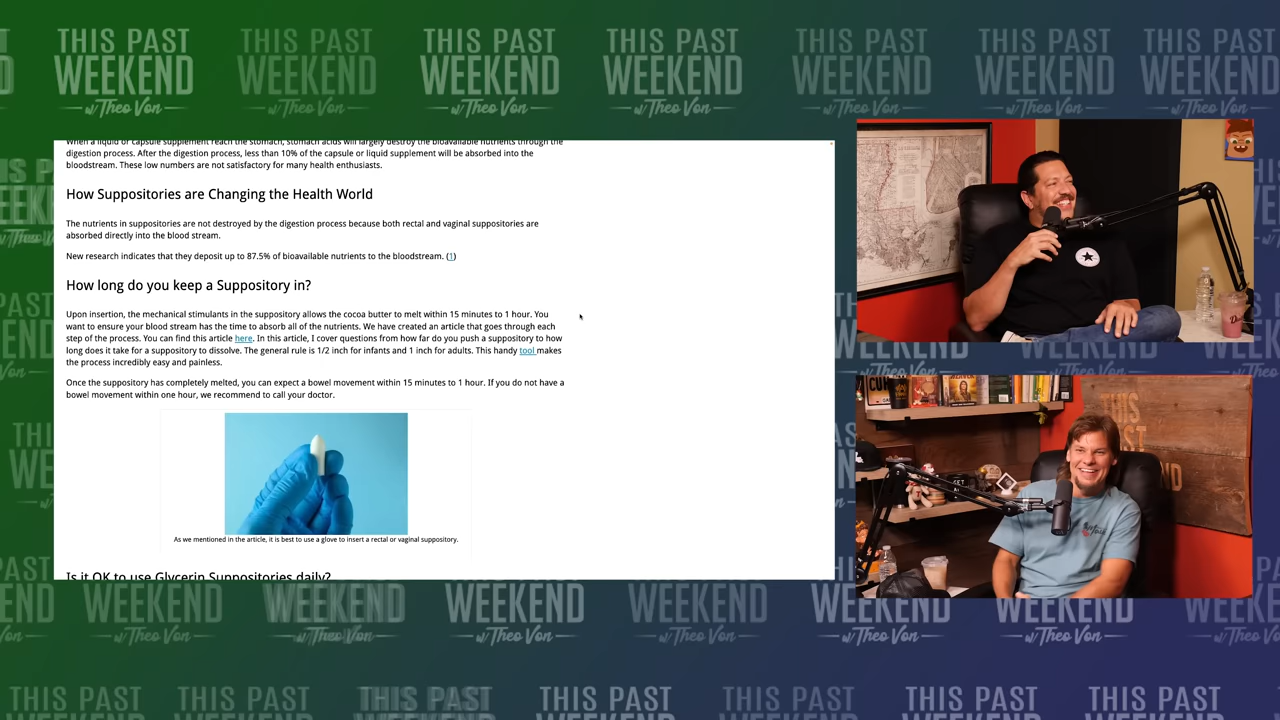 THIS PAST WEEKEND w/ Theo Von
When a liquid or capsule supplement reach the stomach, stomach acids will largely destroy the bioavailable nutrients through the
digestion process. After the digestion process, less than 10% of the capsule or liquid supplement will be absorbed into the
bloodstream. These low numbers are not satisfactory for many health enthusiasts.
How Suppositories are Changing the Health World
The nutrients in suppositories are not destroyed by the digestion process because both rectal and vaginal suppositories are
absorbed directly into the blood stream.
New research indicates that they deposit up to 87.5% of bioavailable nutrients to the bloodstream. (1)
How long do you keep a Suppository in?
Upon insertion, the mechanical stimulants in the suppository allows the cocoa butter to melt within 15 minutes to 1 hour. You
want to ensure your blood stream has the time to absorb all of the nutrients. We have created an article that goes through each
step of the process. You can find this article here. In this article, I cover questions from how far do you push a suppository to how
long does it take for a suppository to dissolve. The general rule is 1/2 inch for infants and 1 inch for adults. This handy tool makes
the process incredibly easy and painless.
Once the suppository has completely melted, you can expect a bowel movement within 15 minutes to 1 hour. If you do not have a
bowel movement within one hour, we recommend to call your doctor.
As we mentioned in the article, it is best to use a glove to insert a rectal or vaginal suppository.
Is it OK to use Glycerin Suppositories daily?